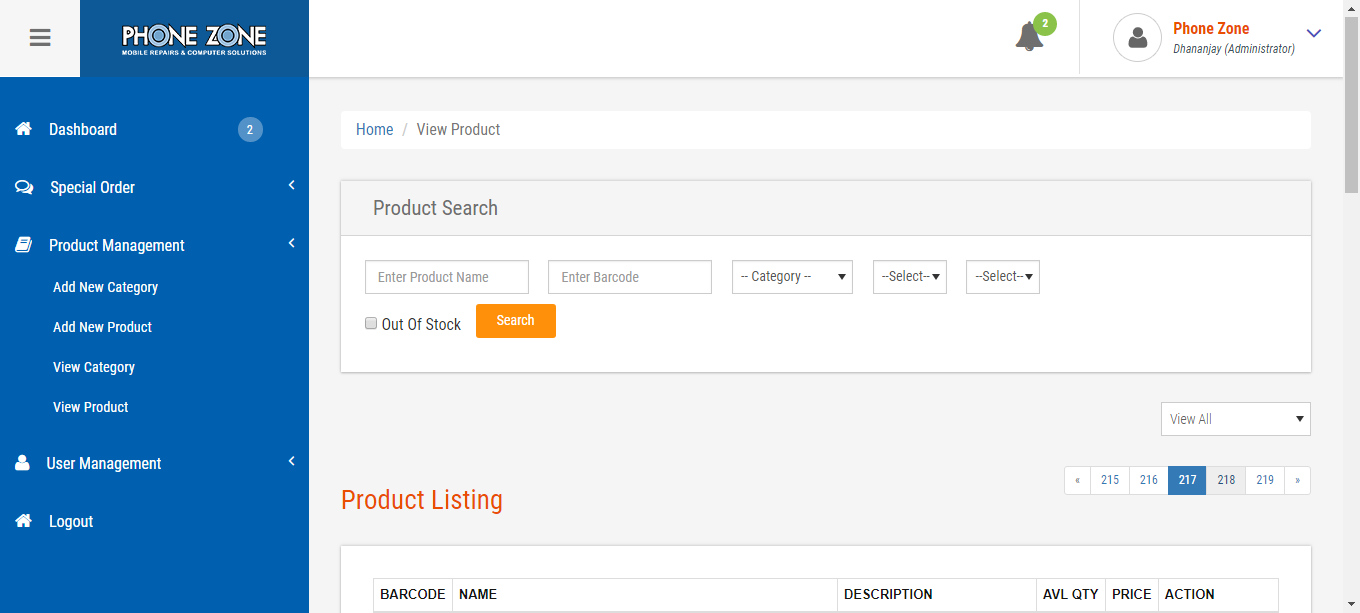 PHONE ZONE
MOBILE REPAIRS & COMPUTER SOLUTIONS
2
Phone Zone
Dhananjay (Administrator)
Dashboard 2
Special Order
Product Management
Add New Category
Add New Product
View Category
View Product
User Management
Logout
Home / View Product
Product Search
Enter Product Name Enter Barcode -- Category -- --Select-- --Select--
Out Of Stock Search
View All
« 215 216 217 218 219 »
Product Listing
BARCODE NAME DESCRIPTION AVL QTY PRICE ACTION